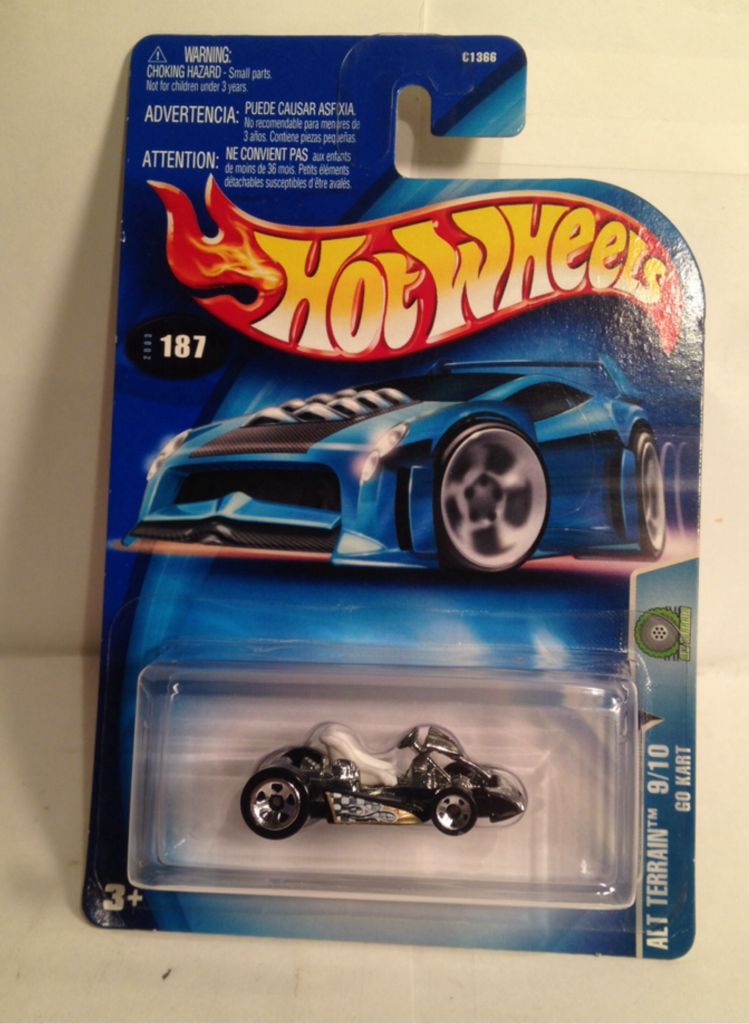 WARNING:
CHOKING HAZARD - Small parts.
Not for children under 3 years.
C1366
ADVERTENCIA: PUEDE CAUSAR ASFIXIA.
No recomendable para menores de
3 años. Contiene piezas pequeñas.
ATTENTION: NE CONVIENT PAS aux enfants
de moins de 36 mois. Petits éléments
détachables susceptibles d'être avalés.
HOT WHEELS
2003
187
3+
ALT TERRAIN™ 9/10
GO KART